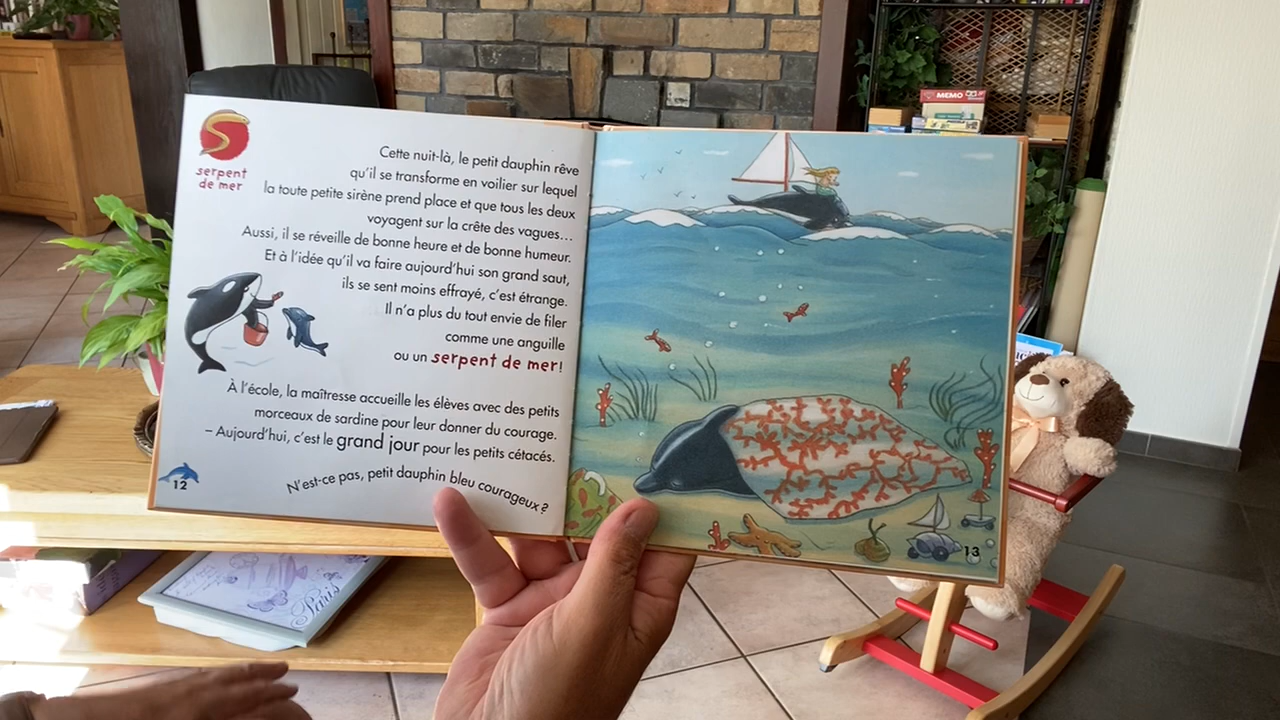 S
serpent
de mer
Cette nuit-là, le petit dauphin rêve
qu'il se transforme en voilier sur lequel
la toute petite sirène prend place et que tous les deux
voyagent sur la crête des vagues...
Aussi, il se réveille de bonne heure et de bonne humeur.
Et à l'idée qu'il va faire aujourd'hui son grand saut,
ils se sent moins effrayé, c'est étrange.
Il n'a plus du tout envie de filer
comme une anguille
ou un serpent de mer!
À l'école, la maîtresse accueille les élèves avec des petits
morceaux de sardine pour leur donner du courage.
– Aujourd'hui, c'est le grand jour pour les petits cétacés.
N'est-ce pas, petit dauphin bleu courageux ?
12
13
MEMO
Paris